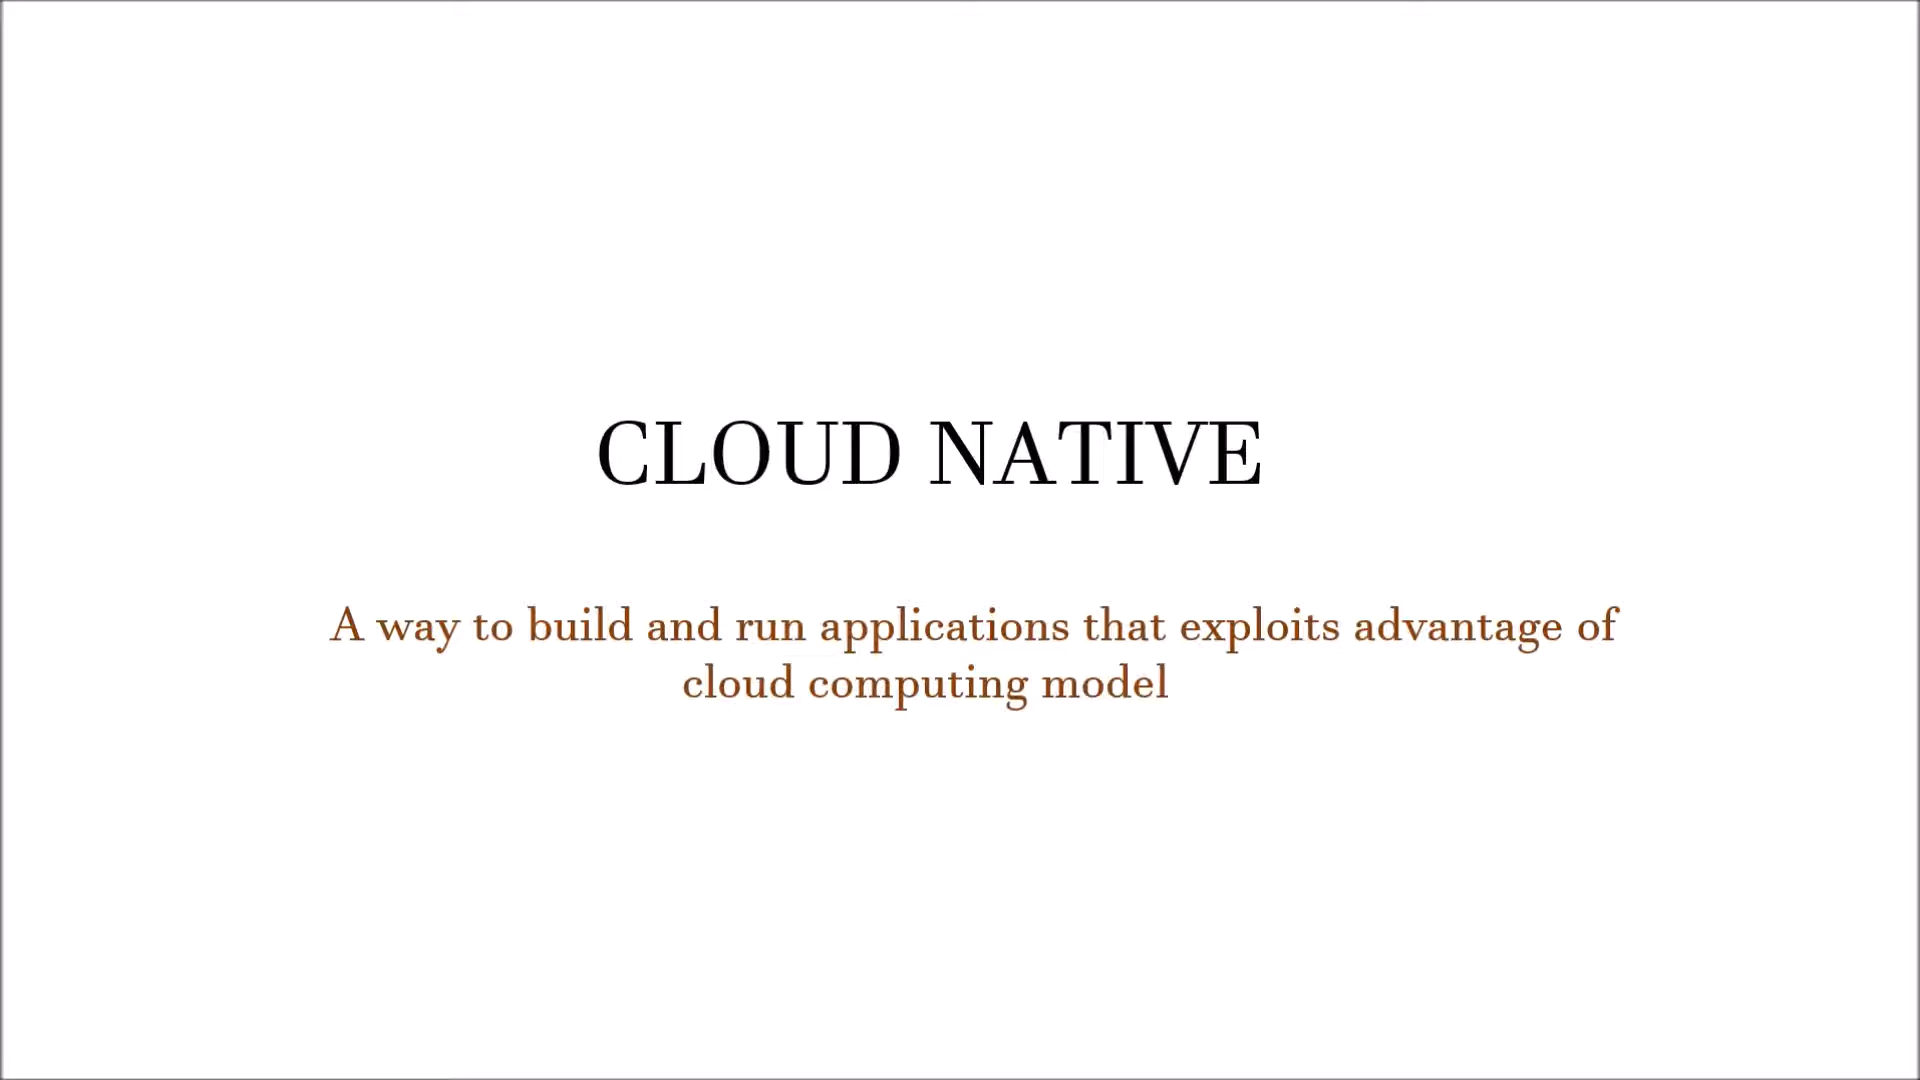 CLOUD NATIVE
A way to build and run applications that exploits advantage of
cloud computing model